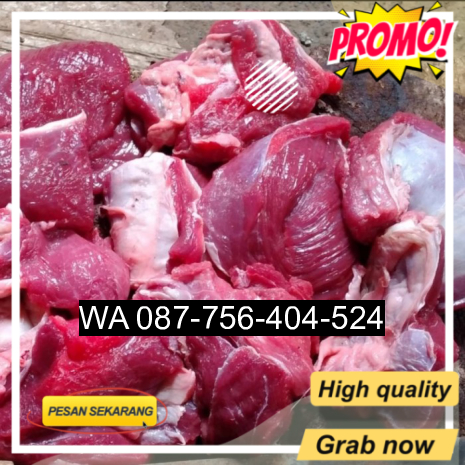 PROMO!
WA 087-756-404-524
High quality
PESAN SEKARANG
Grab now